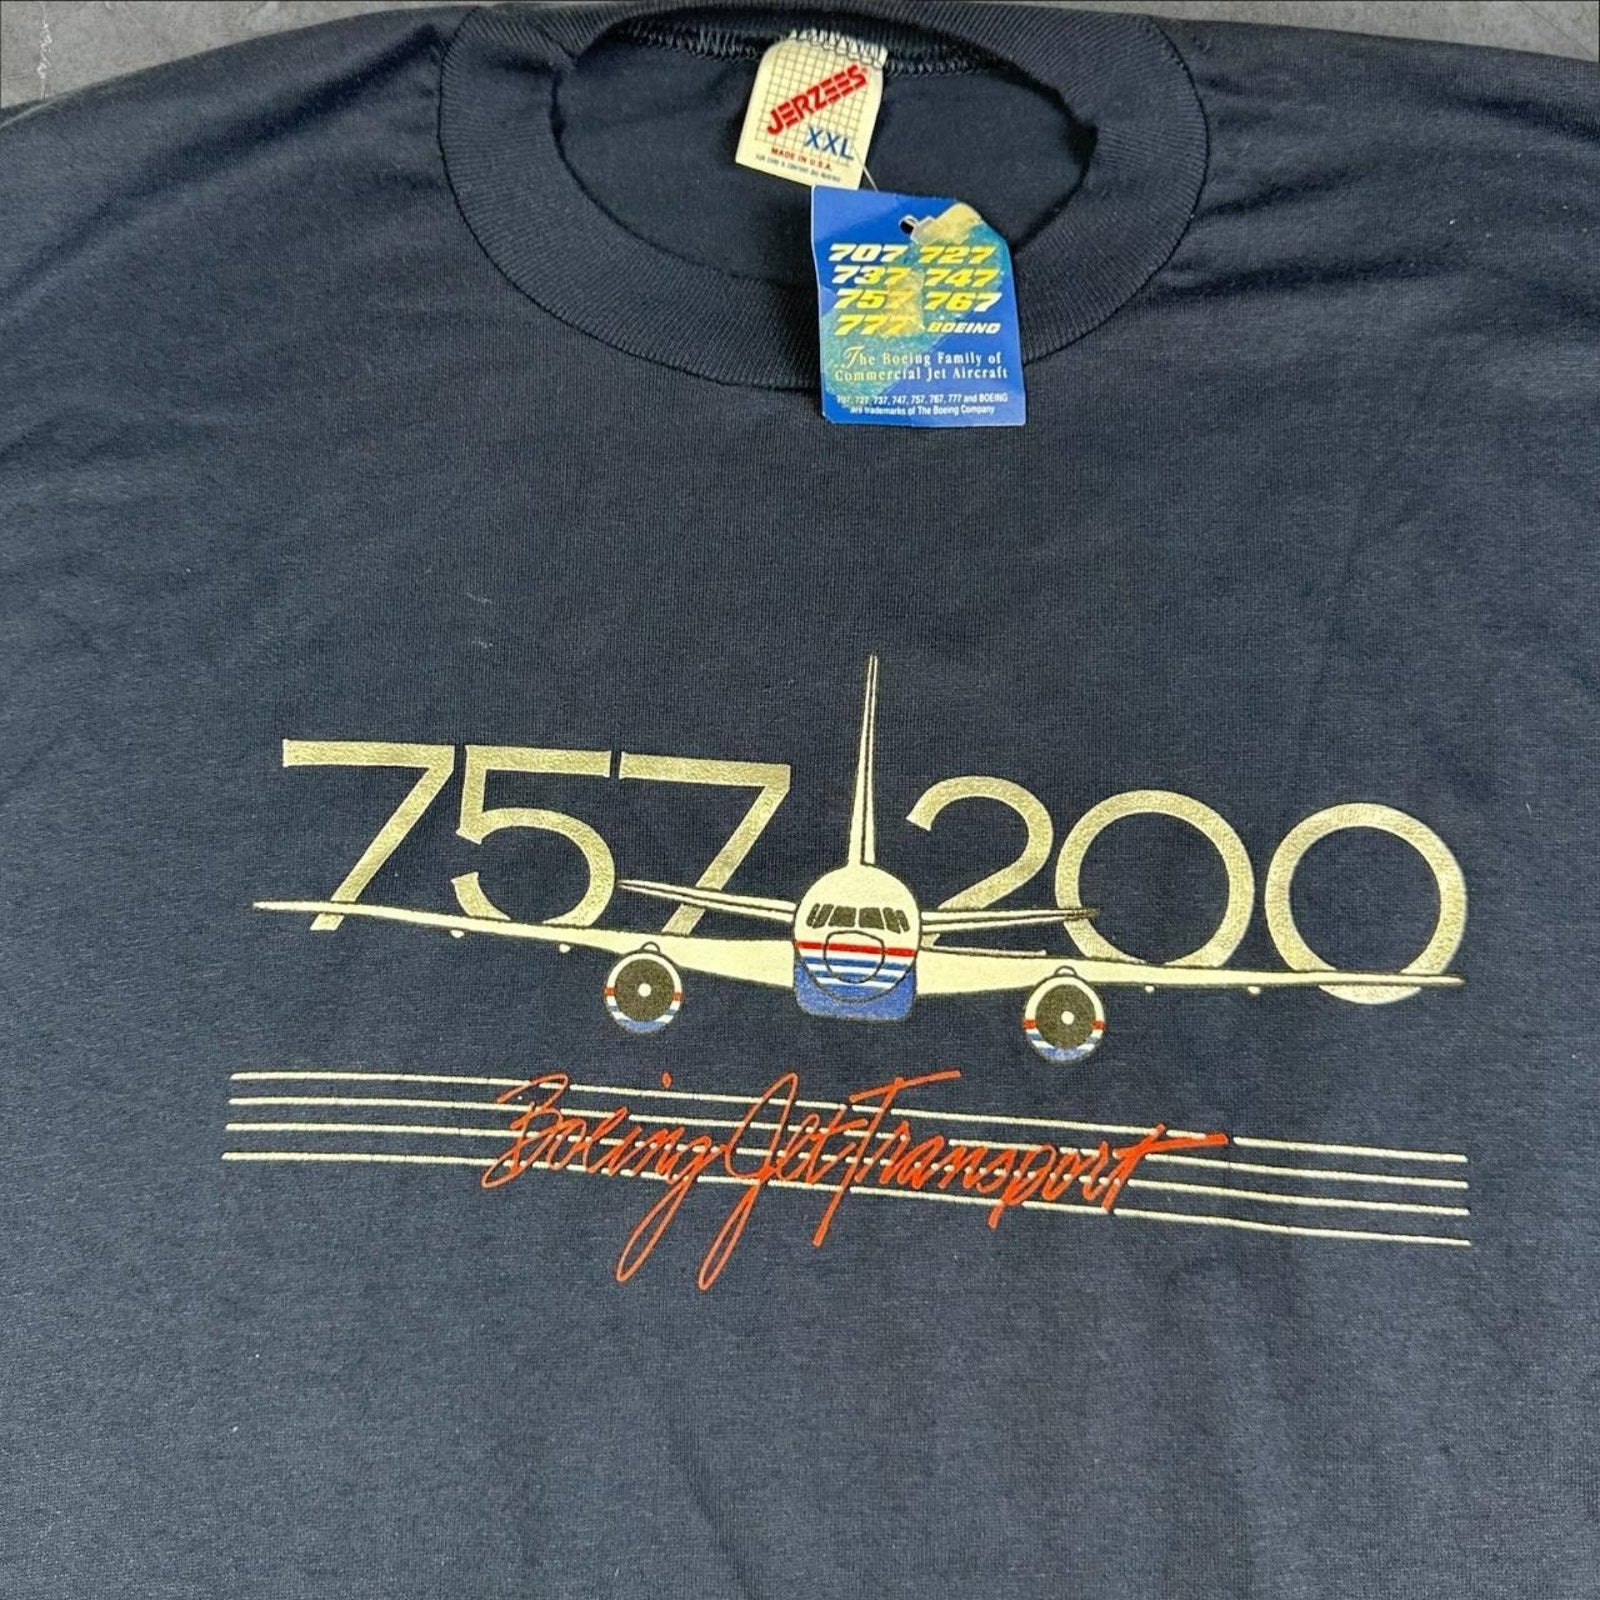 JERZEES
XXL
MADE IN U.S.A.
707 727
737 747
757 767
777 BOEING
The Boeing Family of
Commercial Jet Aircraft
707, 727, 737, 747, 757, 767, 777 and BOEING
are trademarks of The Boeing Company
757 200
Boeing Jet Transport